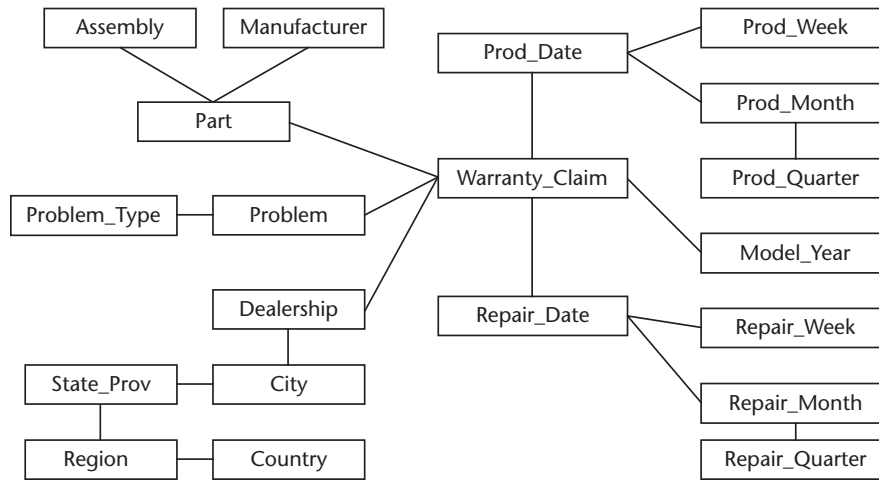 Assembly
Manufacturer
Prod_Date
Prod_Week
Prod_Month
Part
Warranty_Claim
Prod_Quarter
Problem_Type
Problem
Model_Year
Dealership
Repair_Date
Repair_Week
State_Prov
City
Repair_Month
Region
Country
Repair_Quarter